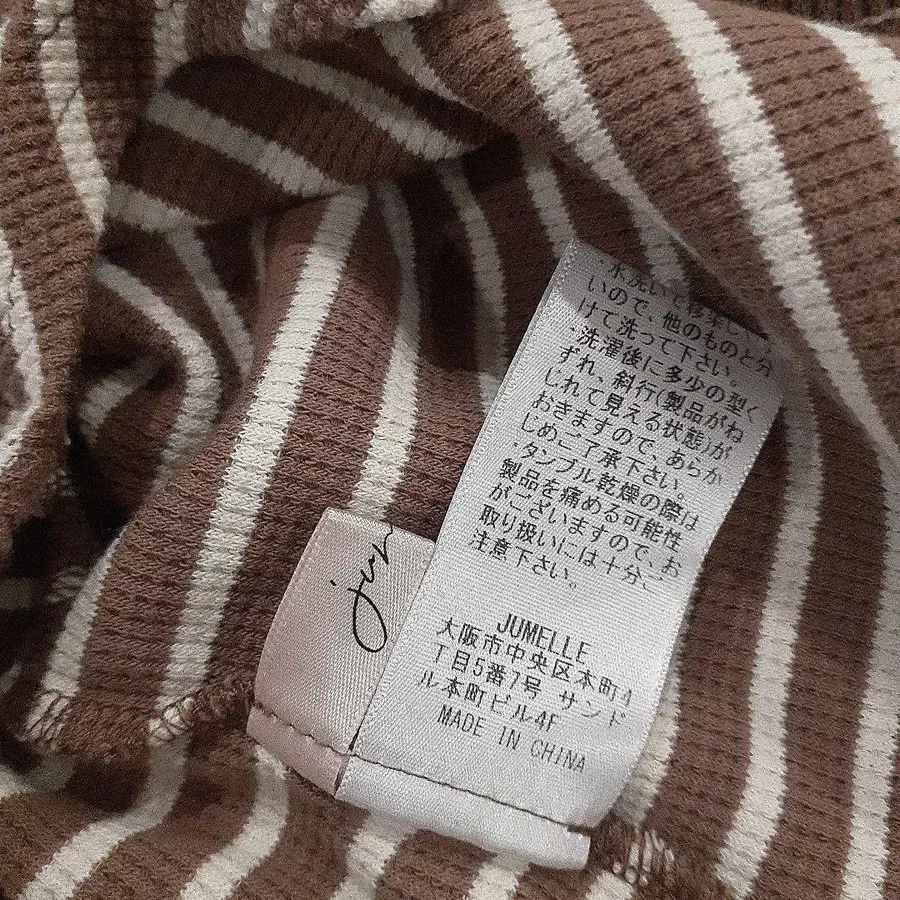 いので、他のものと分
けて洗って下さい。
・洗濯後に多少の型く
ずれ、斜行(製品がね
じれて見える状態)が
おきますので、あらか
じめご了承下さい。
・タンブル乾燥の際は
製品を痛める可能性
がございますので、お
取り扱いには十分ご
注意下さい。
JUMELLE
大阪市中央区本町4
丁目5番7号 サンド
ル本町ビル4F
MADE IN CHINA